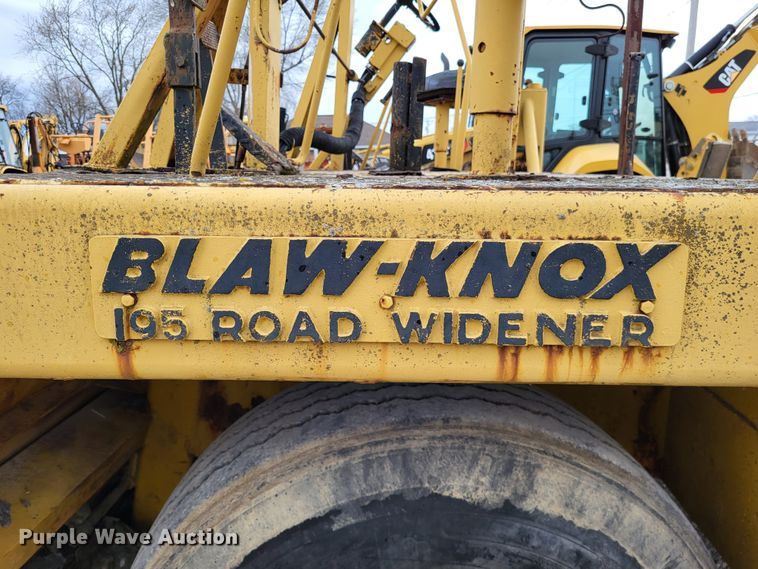 CAT
BLAW-KNOX
195 ROAD WIDENER
Purple Wave Auction